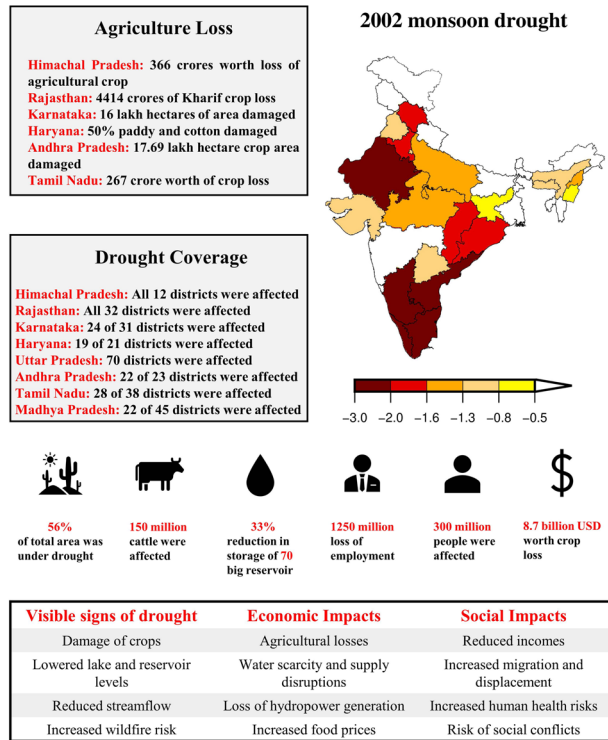 Agriculture Loss
Himachal Pradesh: 366 crores worth loss of
agricultural crop
Rajasthan: 4414 crores of Kharif crop loss
Karnataka: 16 lakh hectares of area damaged
Haryana: 50% paddy and cotton damaged
Andhra Pradesh: 17.69 lakh hectare crop area
damaged
Tamil Nadu: 267 crore worth of crop loss
2002 monsoon drought
Drought Coverage
Himachal Pradesh: All 12 districts were affected
Rajasthan: All 32 districts were affected
Karnataka: 24 of 31 districts were affected
Haryana: 19 of 21 districts were affected
Uttar Pradesh: 70 districts were affected
Andhra Pradesh: 22 of 23 districts were affected
Tamil Nadu: 28 of 38 districts were affected
Madhya Pradesh: 22 of 45 districts were affected
−3.0 −2.0 −1.6 −1.3 −0.8 −0.5
56%
of total area was
under drought
150 million
cattle were
affected
33%
reduction in
storage of 70
big reservoir
1250 million
loss of
employment
300 million
people were
affected
$
8.7 billion USD
worth crop
loss
Visible signs of drought Economic Impacts Social Impacts
Damage of crops Agricultural losses Reduced incomes
Lowered lake and reservoir Water scarcity and supply Increased migration and
levels disruptions displacement
Reduced streamflow Loss of hydropower generation Increased human health risks
Increased wildfire risk Increased food prices Risk of social conflicts